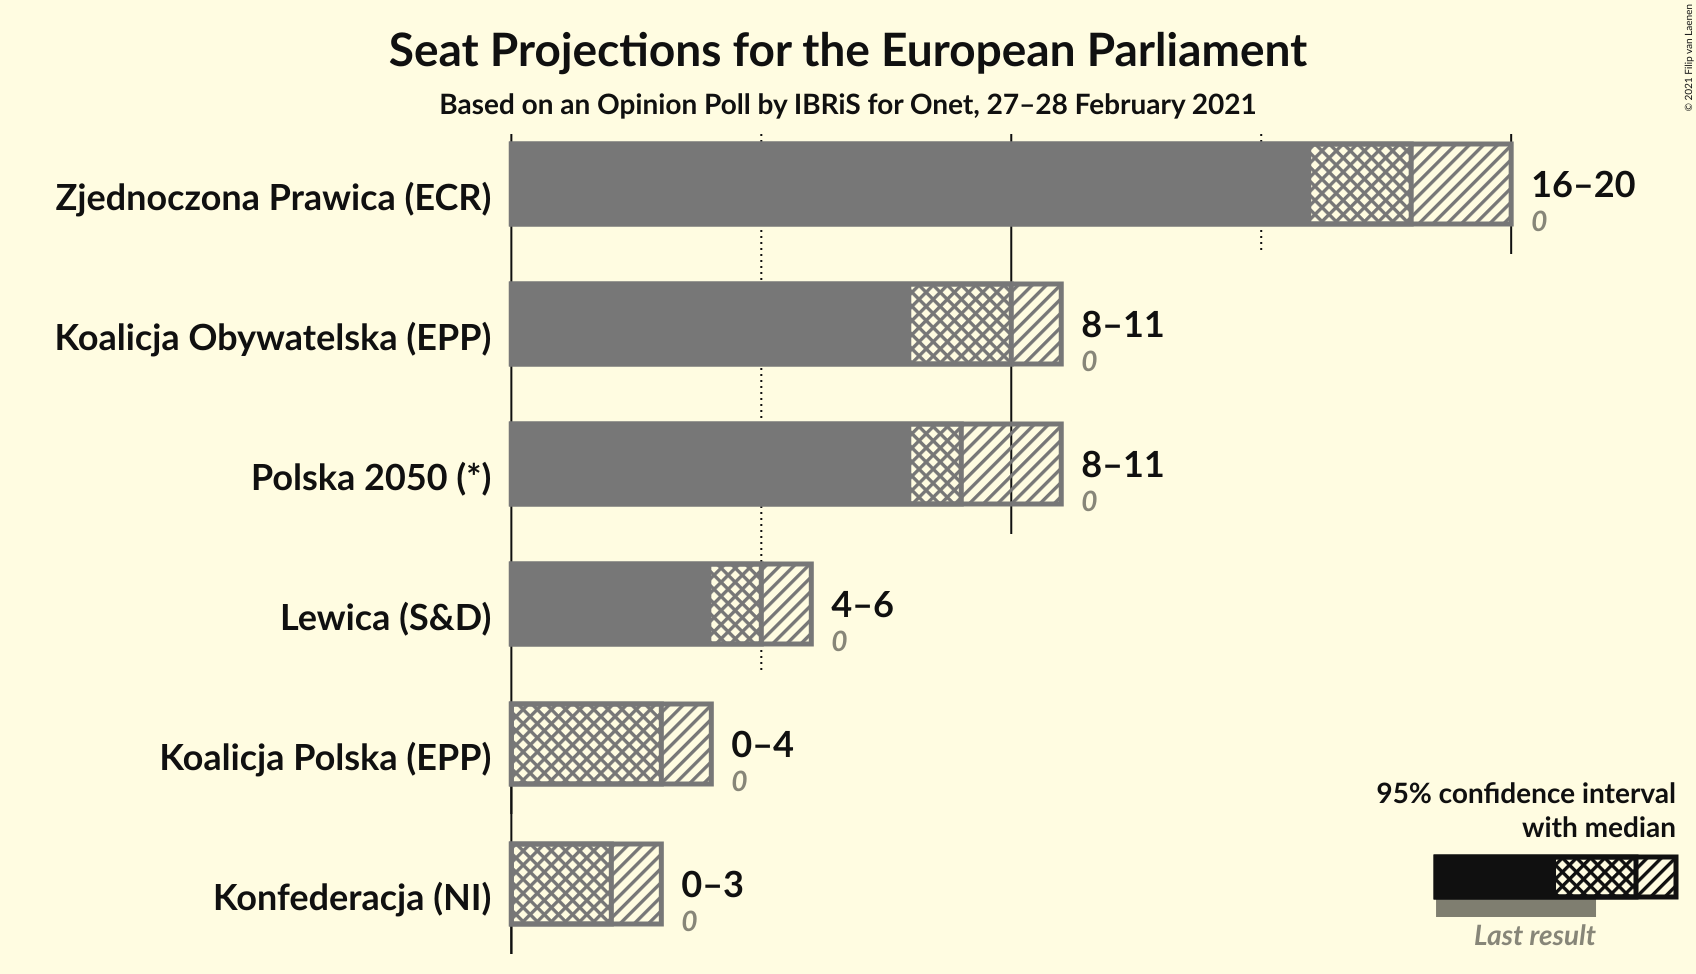 Seat Projections for the European Parliament
Based on an Opinion Poll by IBRiS for Onet, 27–28 February 2021
© 2021 Filip van Laenen
Zjednoczona Prawica (ECR)
16–20
0
Koalicja Obywatelska (EPP)
8–11
0
Polska 2050 (*)
8–11
0
Lewica (S&D)
4–6
0
Koalicja Polska (EPP)
0–4
0
Konfederacja (NI)
0–3
0
95% confidence interval
with median
Last result